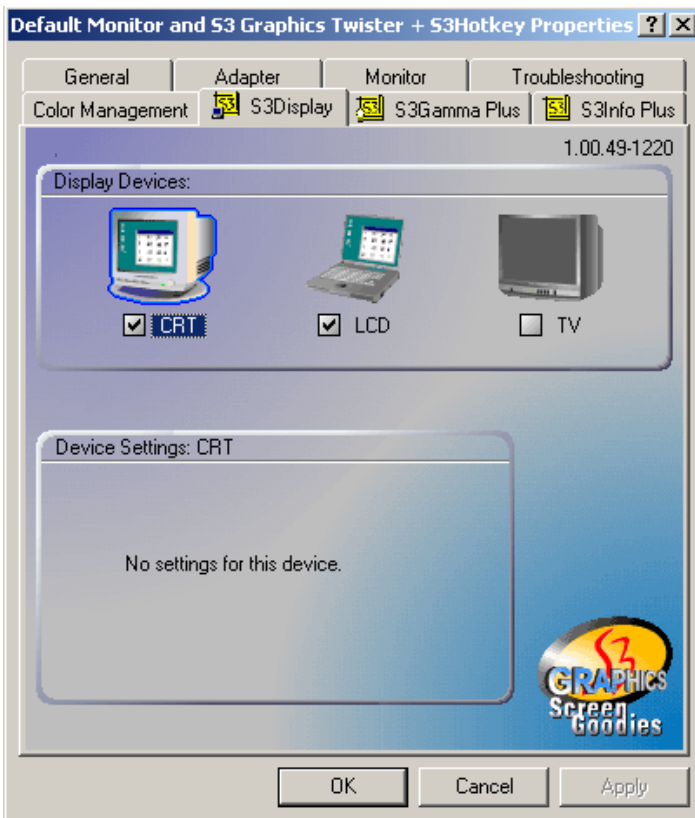 Default Monitor and S3 Graphics Twister + S3Hotkey Properties
General Adapter Monitor Troubleshooting
Color Management S3Display S3Gamma Plus S3Info Plus
1.00.49-1220
Display Devices:
CRT LCD TV
Device Settings: CRT
No settings for this device.
S3
GRAPHICS
Screen
Goodies
OK Cancel Apply